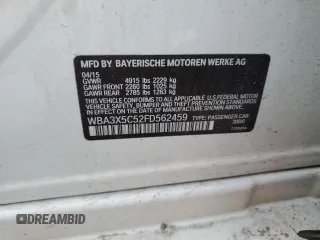 MFD BY BAYERISCHE MOTOREN WERKE AG
04/15
GVWR 4915 lbs 2229 kg
GAWR FRONT 2260 lbs 1025 kg
GAWR REAR 2785 lbs 1263 kg
THIS VEHICLE CONFORMS TO ALL APPLICABLE U.S. FEDERAL MOTOR
VEHICLE SAFETY, BUMPER, AND THEFT PREVENTION STANDARDS IN
EFFECT ON THE DATE OF MANUFACTURE SHOWN ABOVE.
WBA3X5C52FD562459
TYPE: PASSENGER CAR
DREAMBID